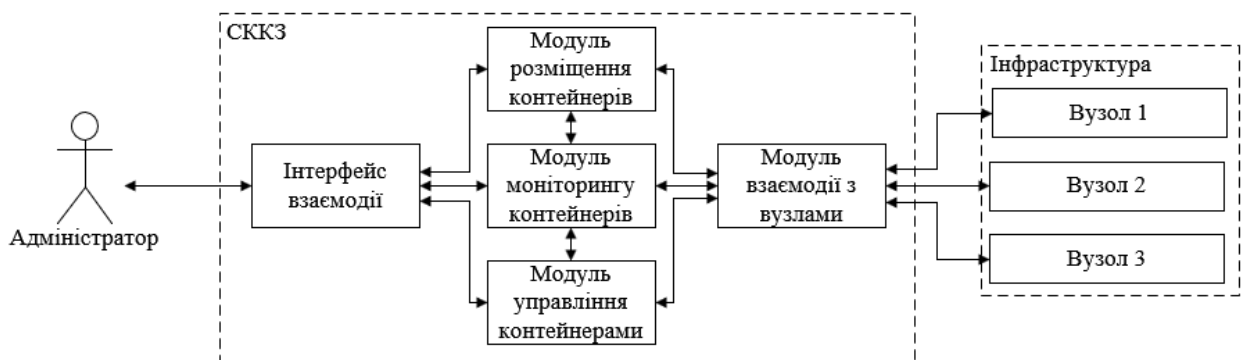 СККЗ
Модуль
розміщення
контейнерів
Інфраструктура
Вузол 1
Інтерфейс
взаємодії
Модуль
моніторингу
контейнерів
Модуль
взаємодії з
вузлами
Вузол 2
Адміністратор
Вузол 3
Модуль
управління
контейнерами